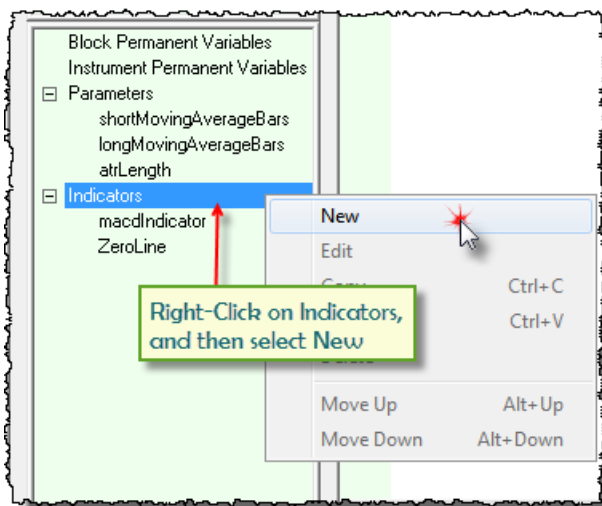 Block Permanent Variables
Instrument Permanent Variables
Parameters
shortMovingAverageBars
longMovingAverageBars
atrLength
Indicators
macdIndicator
ZeroLine
New
Edit
Ctrl+C
Ctrl+V
Right-Click on Indicators,
and then select New
Move Up Alt+Up
Move Down Alt+Down